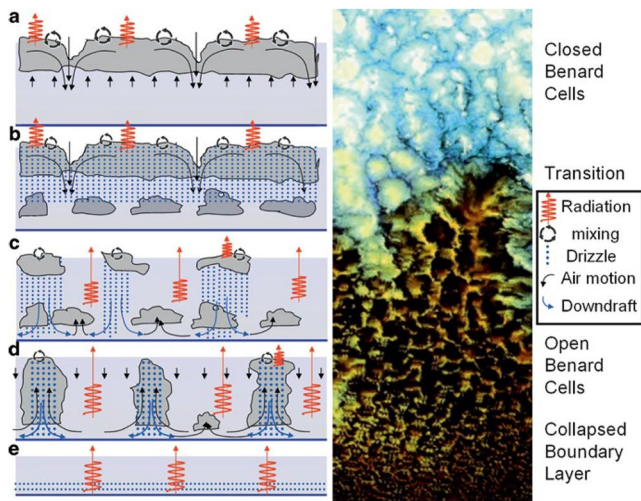 a
b
c
d
e
Closed
Benard
Cells
Transition
Radiation
mixing
Drizzle
Air motion
Downdraft
Open
Benard
Cells
Collapsed
Boundary
Layer